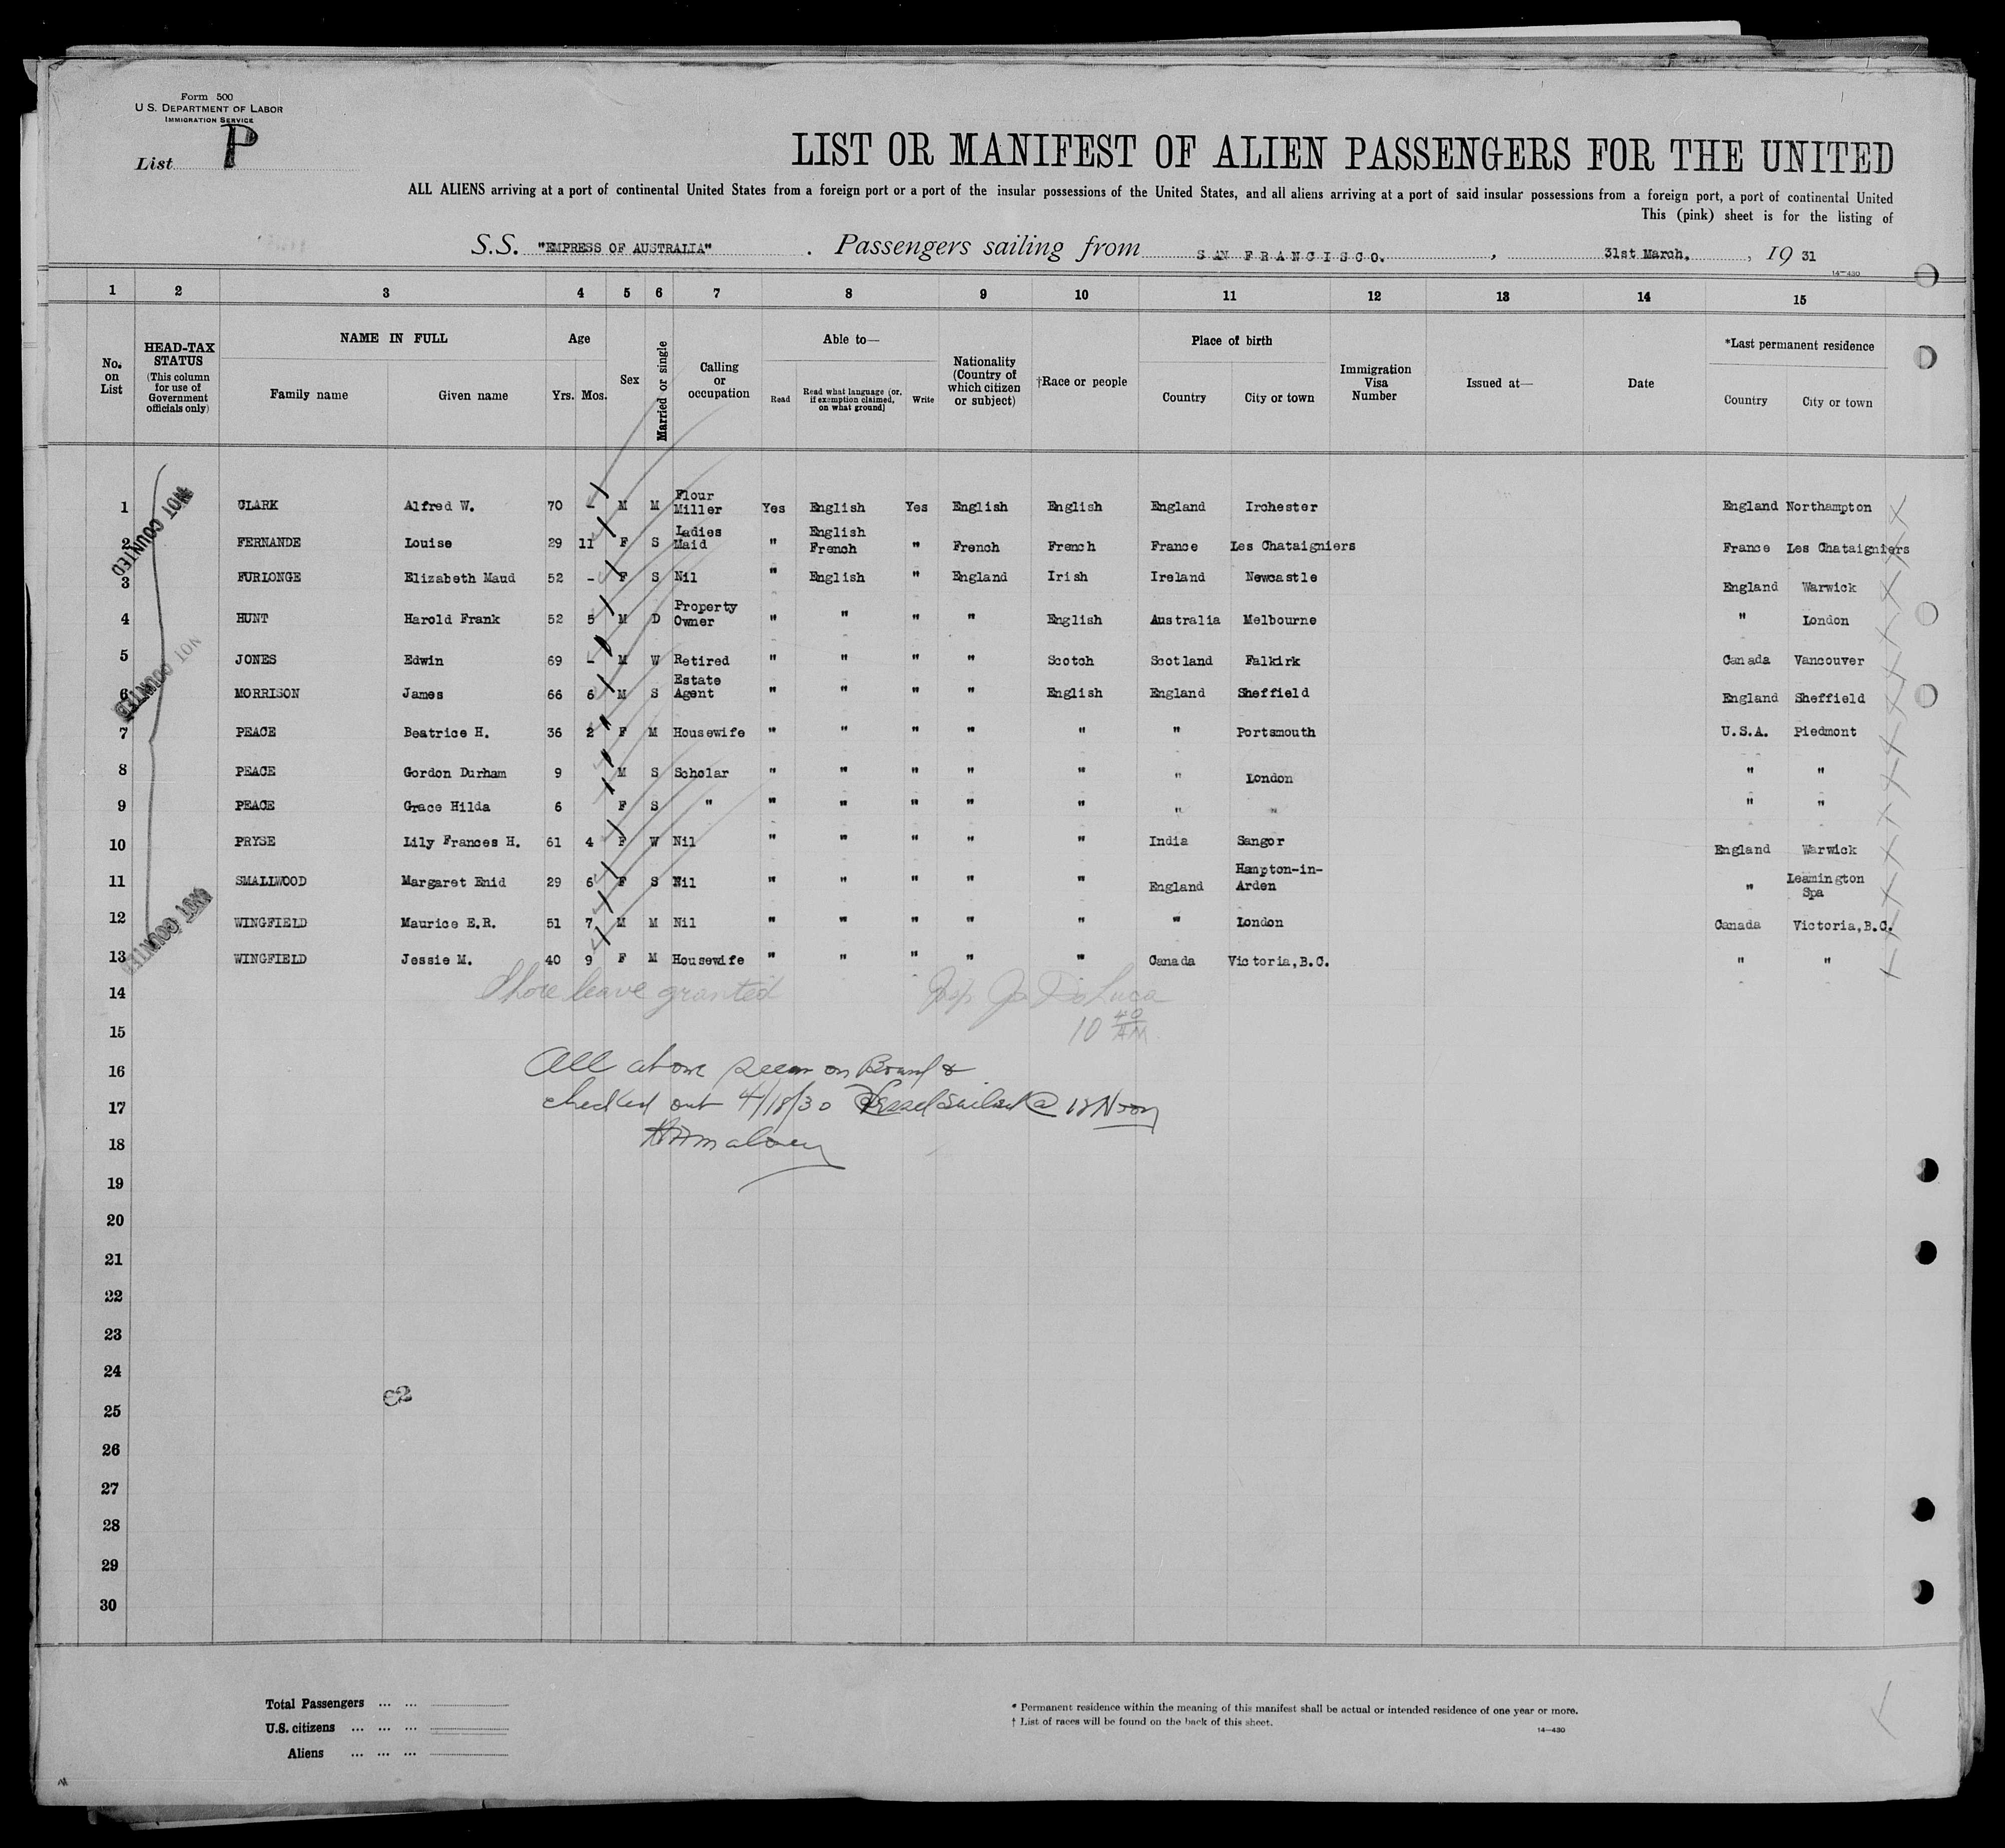 Form 500
U S. DEPARTMENT OF LABOR
IMMIGRATION SERVICE
List P
LIST OR MANIFEST OF ALIEN PASSENGERS FOR THE UNITED
ALL ALIENS arriving at a port of continental United States from a foreign port or a port of the insular possessions of the United States, and all aliens arriving at a port of said insular possessions from a foreign port, a port of continental United
This (pink) sheet is for the listing of
S.S. "EMPRESS OF AUSTRALIA" . Passengers sailing from SAN FRANCISCO. , 31st March. , 19 31
14—430
1 2 3 4 5 6 7 8 9 10 11 12 13 14 15
No. on List
HEAD-TAX STATUS (This column for use of Government officials only)
NAME IN FULL
Family name Given name
Age
Yrs. Mos.
Sex
Married or single
Calling or occupation
Able to—
Read
Read what language (or, if exemption claimed, on what ground)
Write
Nationality (Country of which citizen or subject)
†Race or people
Place of birth
Country City or town
Immigration Visa Number
Issued at—
Date
*Last permanent residence
Country City or town
NOT COUNTED
NOT COUNTED
NOT COUNTED
1 CLARK Alfred W. 70 - M M Flour Miller Yes English Yes English English England Irchester England Northampton
2 FERNANDE Louise 29 11 F S Ladies Maid " English French " French French France Les Chataigniers France Les Chataigniers
3 FURLONGE Elizabeth Maud 52 - F S Nil " English " England Irish Ireland Newcastle England Warwick
4 HUNT Harold Frank 52 5 M D Property Owner " " " " English Australia Melbourne " London
5 JONES Edwin 69 - M W Retired " " " " Scotch Scotland Falkirk Canada Vancouver
6 MORRISON James 66 6 M S Estate Agent " " " " English England Sheffield England Sheffield
7 PEACE Beatrice H. 36 2 F M Housewife " " " " " " Portsmouth U.S.A. Piedmont
8 PEACE Gordon Durham 9 M S Scholar " " " " " " London " "
9 PEACE Grace Hilda 6 F S " " " " " " " " " "
10 PRYSE Lily Frances H. 61 4 F W Nil " " " " " India Sangor England Warwick
11 SMALLWOOD Margaret Enid 29 6 F S Nil " " " " " England Hampton-in-Arden " Leamington Spa
12 WINGFIELD Maurice E.R. 51 7 M M Nil " " " " " " London Canada Victoria, B.C.
13 WINGFIELD Jessie M. 40 9 F M Housewife " " " " " Canada Victoria, B.C. " "
Shore leave granted
De Luca
14
10 40 AM
15
16 All above seen on Board &
17 checked out 4/18/30 Vessel sailed @ 12 Noon
18
19
20
21
22
23
24
25
26
27
28
29
30
Total Passengers ... ...
U.S. citizens ... ... ...
Aliens ... ... ...
* Permanent residence within the meaning of this manifest shall be actual or intended residence of one year or more.
† List of races will be found on the back of this sheet.
14—430